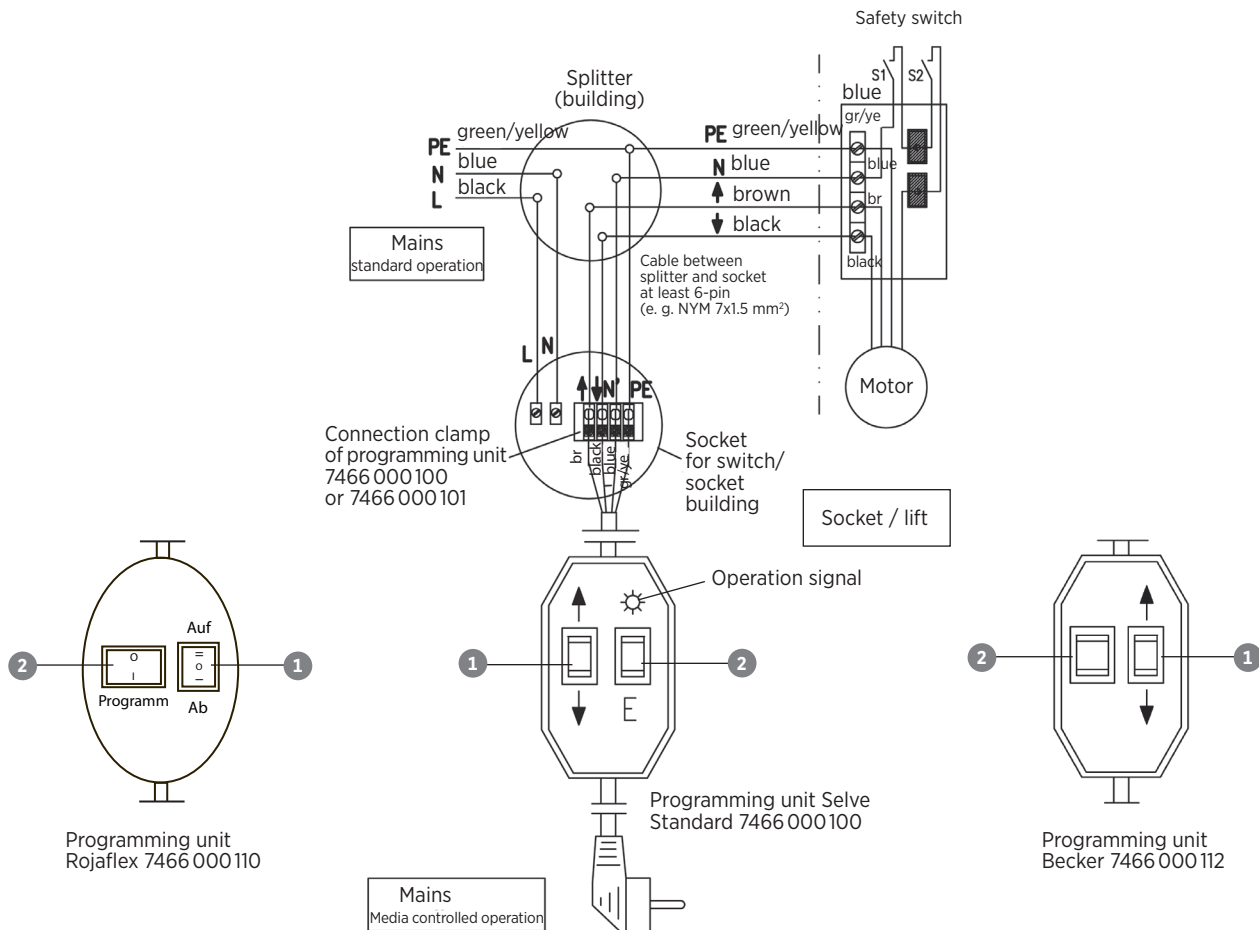 Safety switch
S1
S2
Splitter
(building)
blue
gr/ye
PE
green/yellow
PE
green/yellow
N
blue
N
blue
blue
L
black
brown
br
black
black
Mains
standard operation
Cable between
splitter and socket
at least 6-pin
(e. g. NYM 7x1.5 mm²)
L
N
N'
PE
Motor
Connection clamp
of programming unit
7466 000 100
or 7466 000 101
br
black
blue
gr/ye
Socket
for switch/
socket
building
Socket / lift
Operation signal
Auf
2
O
I
=
o
–
1
Programm
Ab
1
2
E
2
1
Programming unit
Rojaflex 7466 000 110
Programming unit Selve
Standard 7466 000 100
Programming unit
Becker 7466 000 112
Mains
Media controlled operation